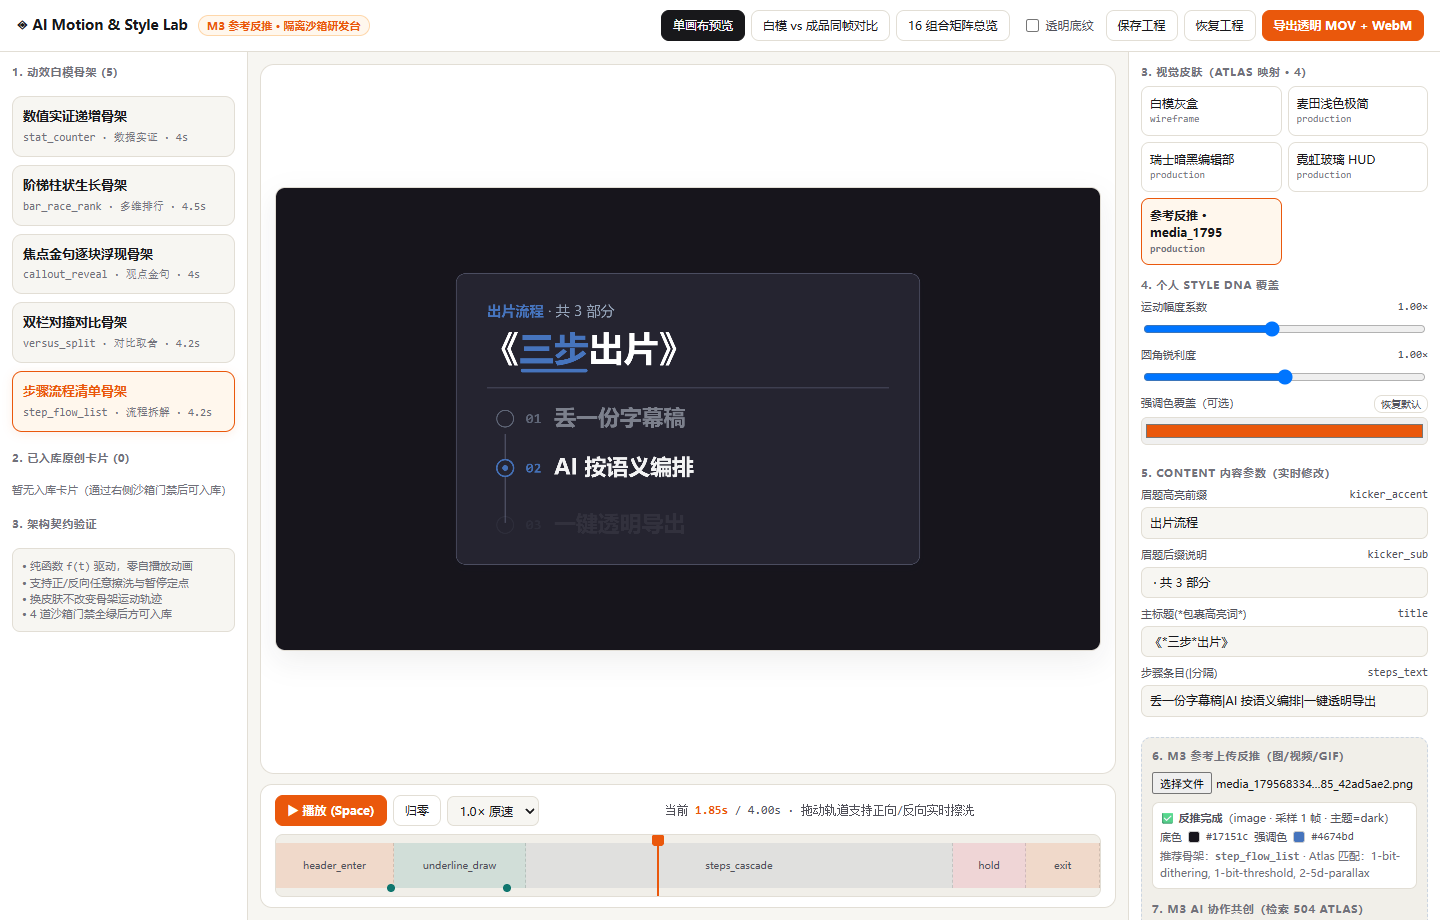 ◈ AI Motion & Style Lab
M3 参考反推 • 隔离沙箱研发台
单画布预览
白模 vs 成品同帧对比
16 组合矩阵总览
透明底纹
保存工程
恢复工程
导出透明 MOV + WebM
1. 动效白模骨架 (5)
数值实证递增骨架
stat_counter · 数据实证 · 4s
阶梯柱状生长骨架
bar_race_rank · 多维排行 · 4.5s
焦点金句逐块浮现骨架
callout_reveal · 观点金句 · 4s
双栏对撞对比骨架
versus_split · 对比取舍 · 4.2s
步骤流程清单骨架
step_flow_list · 流程拆解 · 4.2s
2. 已入库原创卡片 (0)
暂无入库卡片（通过右侧沙箱门禁后可入库）
3. 架构契约验证
• 纯函数 f(t) 驱动，零自播放动画
• 支持正/反向任意擦洗与暂停定点
• 换皮肤不改变骨架运动轨迹
• 4 道沙箱门禁全绿后方可入库
出片流程 · 共 3 部分
《三步出片》
01 丢一份字幕稿
02 AI 按语义编排
03 一键透明导出
▶ 播放 (Space)
归零
1.0× 原速
当前 1.85s / 4.00s · 拖动轨道支持正向/反向实时擦洗
header_enter
underline_draw
steps_cascade
hold
exit
3. 视觉皮肤（ATLAS 映射 • 4）
白模灰盒
wireframe
麦田浅色极简
production
瑞士暗黑编辑部
production
霓虹玻璃 HUD
production
参考反推 •
media_1795
production
4. 个人 STYLE DNA 覆盖
运动幅度系数 1.00×
圆角锐利度 1.00×
强调色覆盖（可选） 恢复默认
5. CONTENT 内容参数（实时修改）
眉题高亮前缀 kicker_accent
出片流程
眉题后缀说明 kicker_sub
· 共 3 部分
主标题(*包裹高亮词*) title
《*三步*出片》
步骤条目(|分隔) steps_text
丢一份字幕稿|AI 按语义编排|一键透明导出
6. M3 参考上传反推（图/视频/GIF）
选择文件 media_179568334...85_42ad5ae2.png
✅ 反推完成（image · 采样 1 帧 · 主题=dark）
底色 #17151c 强调色 #4674bd
推荐骨架：step_flow_list · Atlas 匹配：1-bit-
dithering, 1-bit-threshold, 2-5d-parallax
7. M3 AI 协作共创（检索 504 ATLAS）